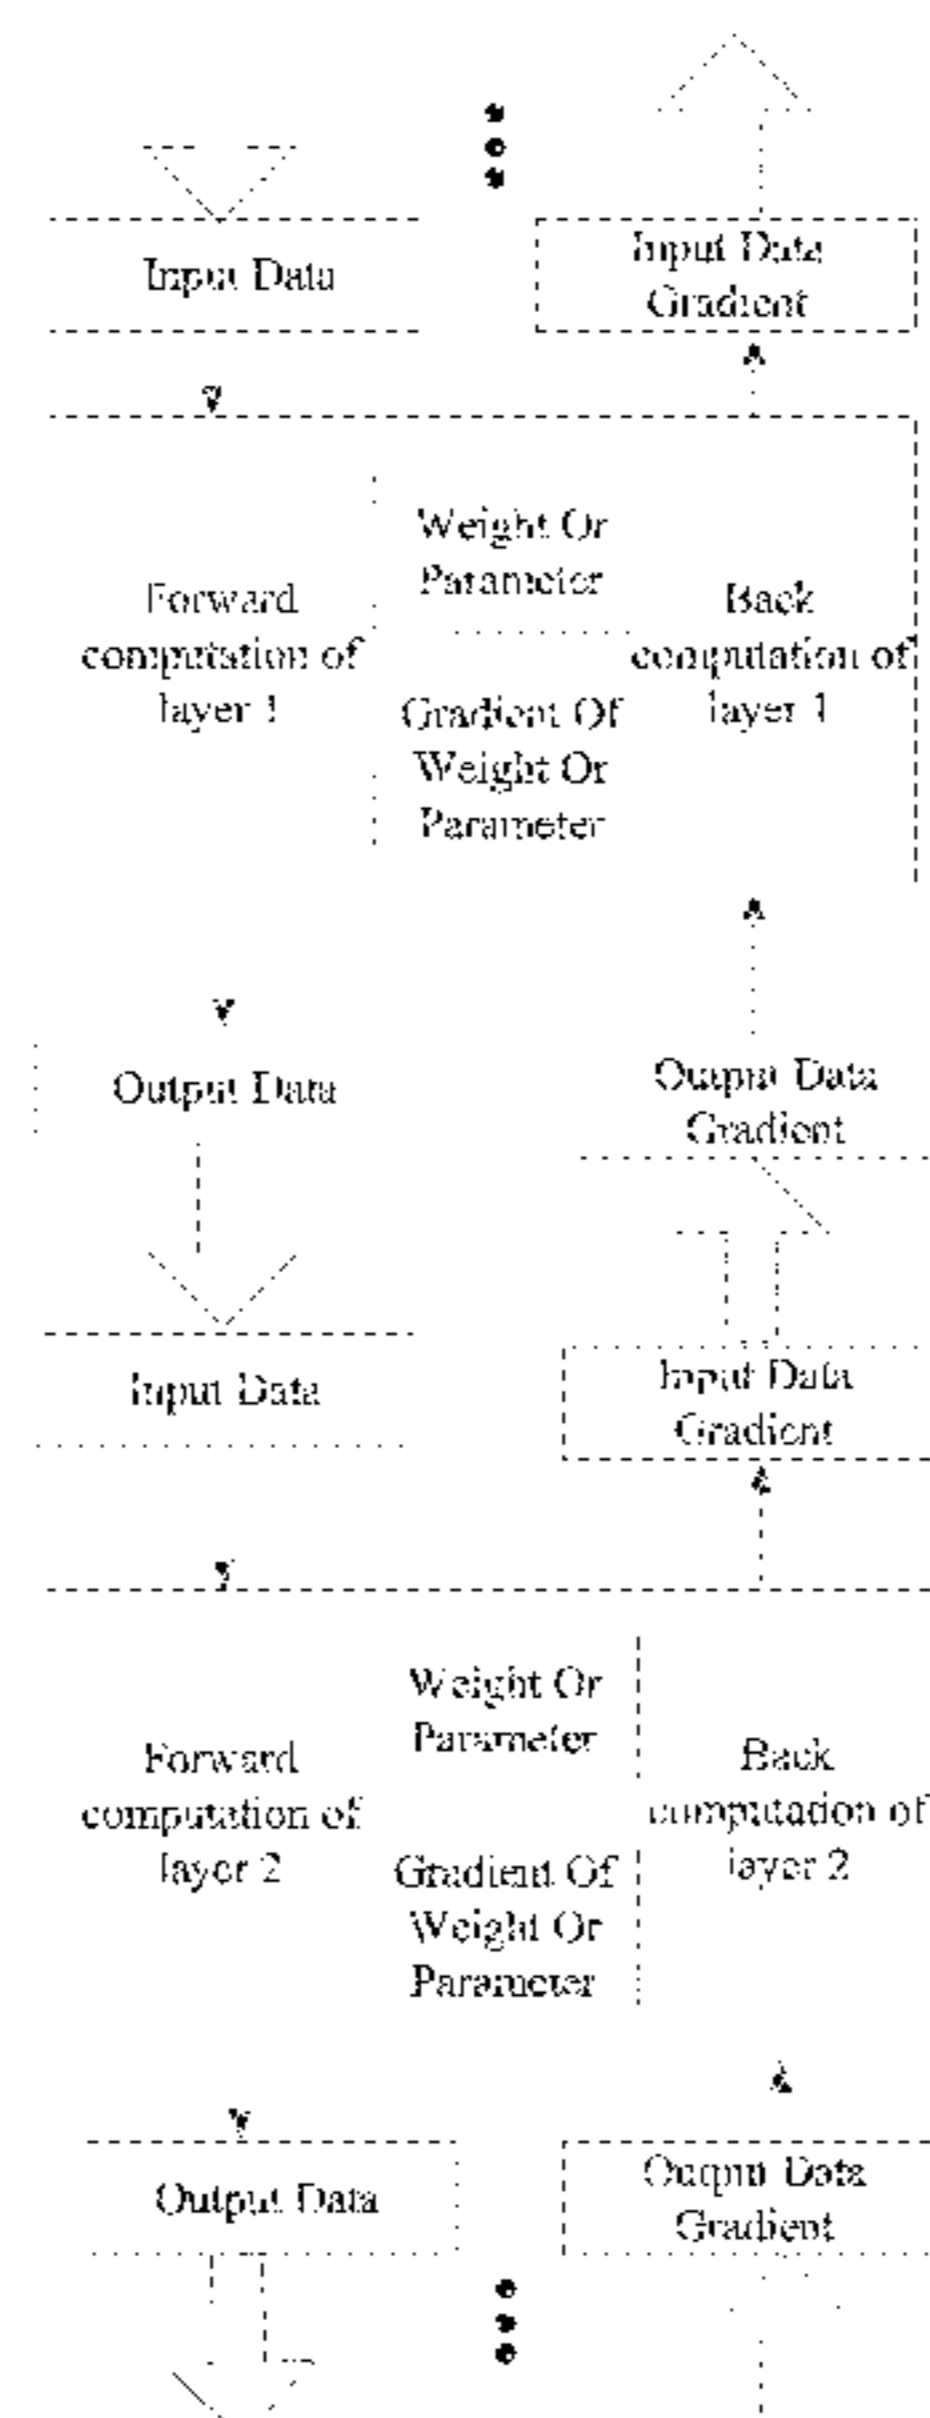 Input Data
Input Data
Gradient
Forward
computation of
layer 1
Weight Or
Parameter
Gradient Of
Weight Or
Parameter
Back
computation of
layer 1
Output Data
Output Data
Gradient
Input Data
Input Data
Gradient
Forward
computation of
layer 2
Weight Or
Parameter
Gradient Of
Weight Or
Parameter
Back
computation of
layer 2
Output Data
Output Data
Gradient